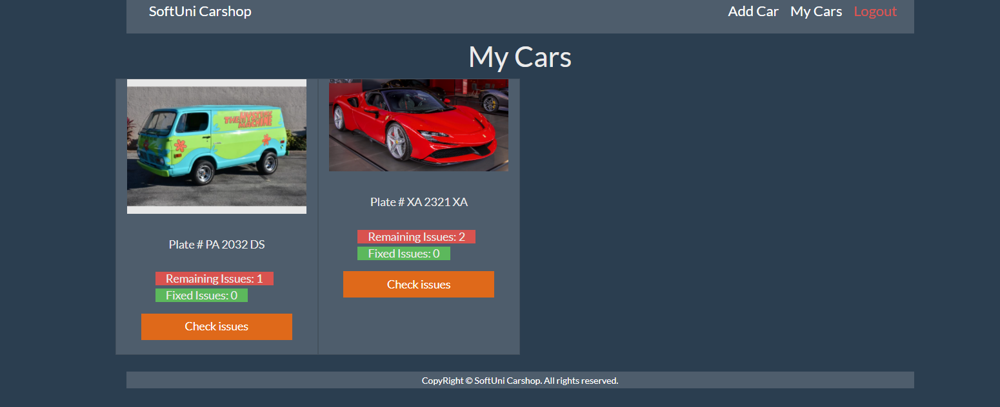 SoftUni Carshop
Add Car My Cars Logout
My Cars
THE MYSTERY
MACHINE
Plate # PA 2032 DS
Remaining Issues: 1
Fixed Issues: 0
Check issues
Plate # XA 2321 XA
Remaining Issues: 2
Fixed Issues: 0
Check issues
CopyRight © SoftUni Carshop. All rights reserved.